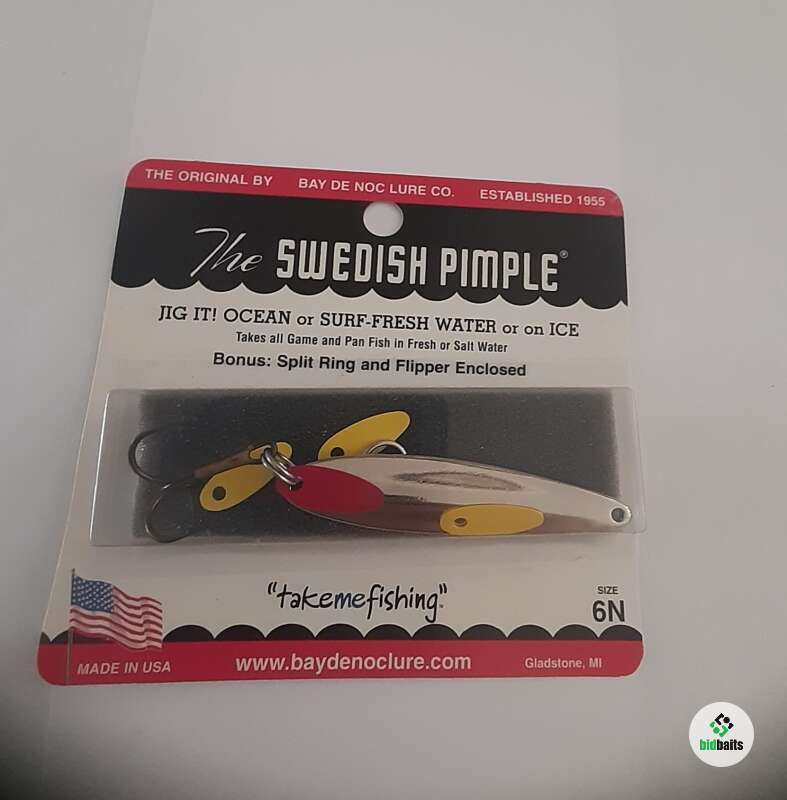 THE ORIGINAL BY BAY DE NOC LURE CO. ESTABLISHED 1955
The SWEDISH PIMPLE®
JIG IT! OCEAN or SURF-FRESH WATER or on ICE
Takes all Game and Pan Fish in Fresh or Salt Water
Bonus: Split Ring and Flipper Enclosed
"takemefishing"™
SIZE
6N
MADE IN USA www.baydenoclure.com Gladstone, MI
bidbaits